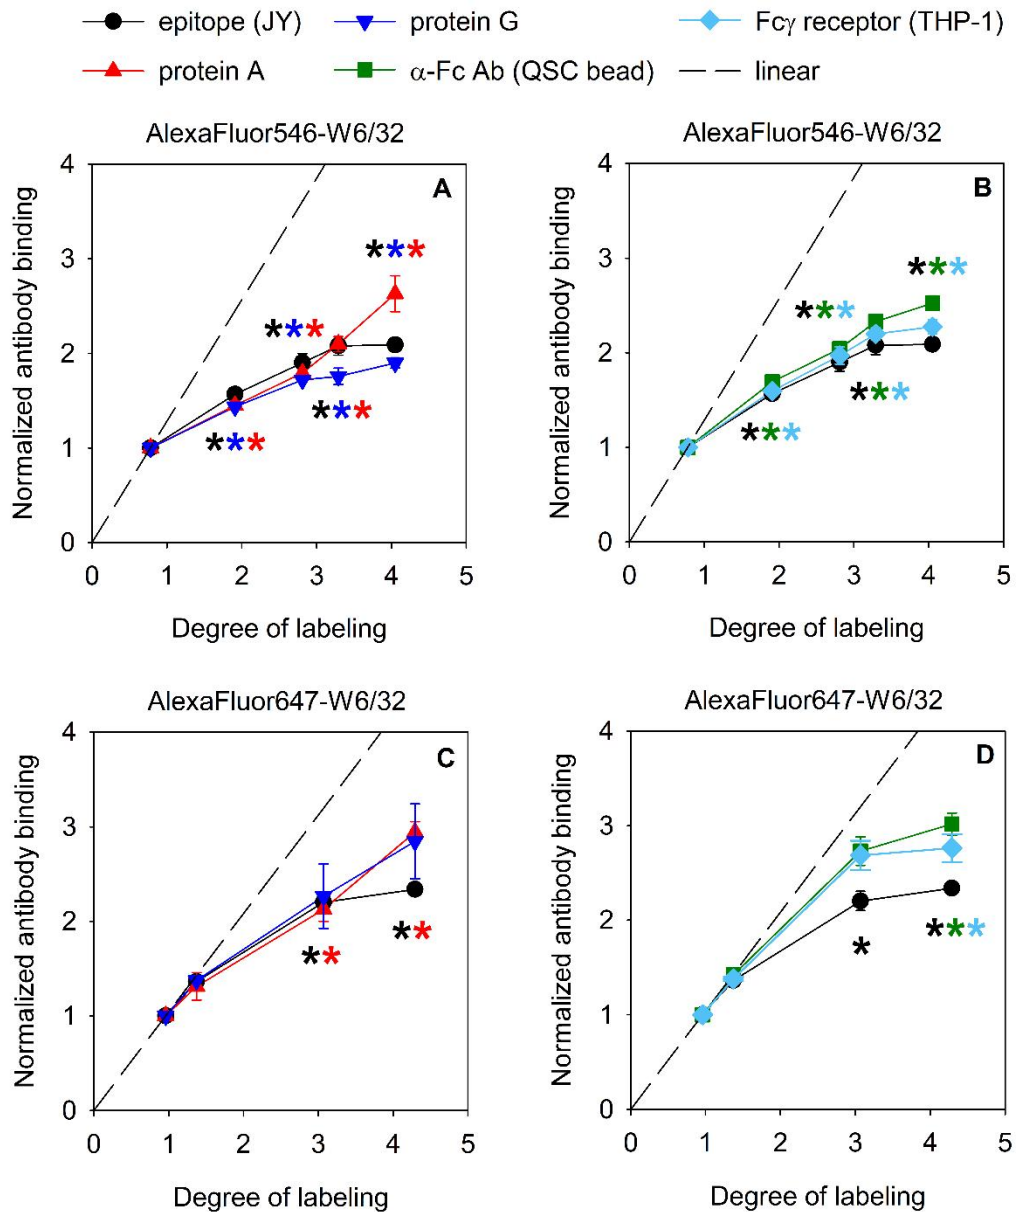 epitope (JY) protein G Fcγ receptor (THP-1)
protein A α-Fc Ab (QSC bead) linear
AlexaFluor546-W6/32
A
Normalized antibody binding
4
3
2
1
0
* * *
* * *
* * *
* * *
0 1 2 3 4 5
Degree of labeling
AlexaFluor546-W6/32
B
Normalized antibody binding
4
3
2
1
0
* * *
* * *
* * *
* * *
0 1 2 3 4 5
Degree of labeling
AlexaFluor647-W6/32
C
Normalized antibody binding
4
3
2
1
0
* *
* *
0 1 2 3 4 5
Degree of labeling
AlexaFluor647-W6/32
D
Normalized antibody binding
4
3
2
1
0
* * *
*
0 1 2 3 4 5
Degree of labeling